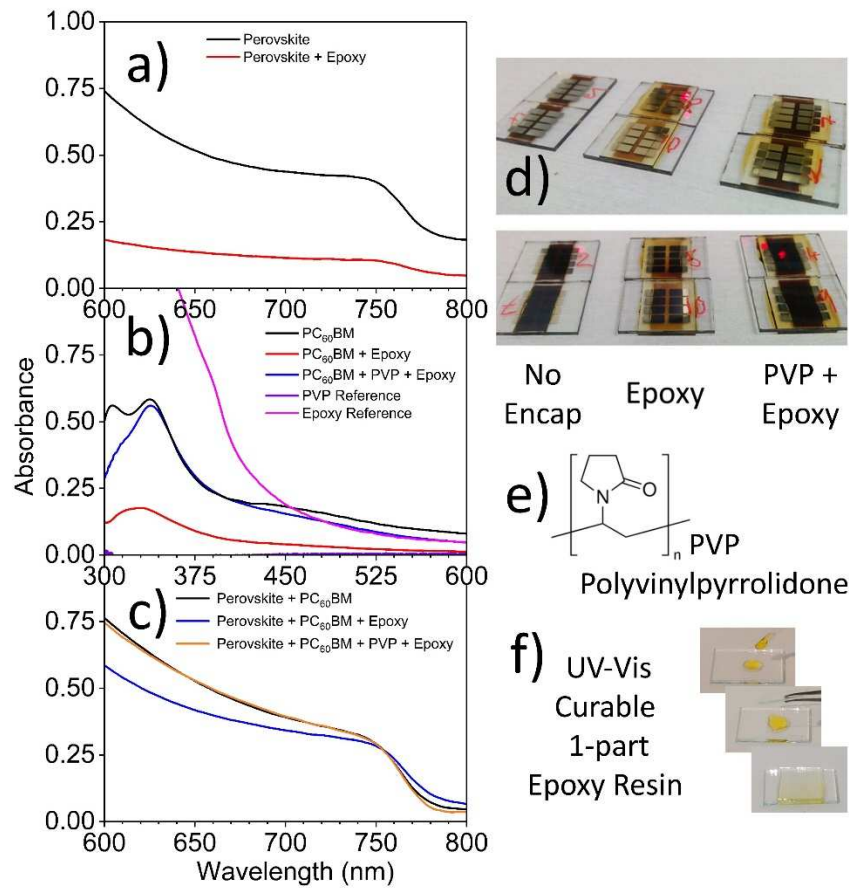 a)
Perovskite
Perovskite + Epoxy
1.00
0.75
0.50
0.25
0.00
600 650 700 750 800
b)
PC60BM
PC60BM + Epoxy
PC60BM + PVP + Epoxy
PVP Reference
Epoxy Reference
0.75
0.50
0.25
0.00
300 375 450 525 600
Absorbance
c)
Perovskite + PC60BM
Perovskite + PC60BM + Epoxy
Perovskite + PC60BM + PVP + Epoxy
0.75
0.50
0.25
0.00
600 650 700 750 800
Wavelength (nm)
d)
10
No
Encap
Epoxy
PVP +
Epoxy
e)
N
O
n
PVP
Polyvinylpyrrolidone
f)
UV-Vis
Curable
1-part
Epoxy Resin